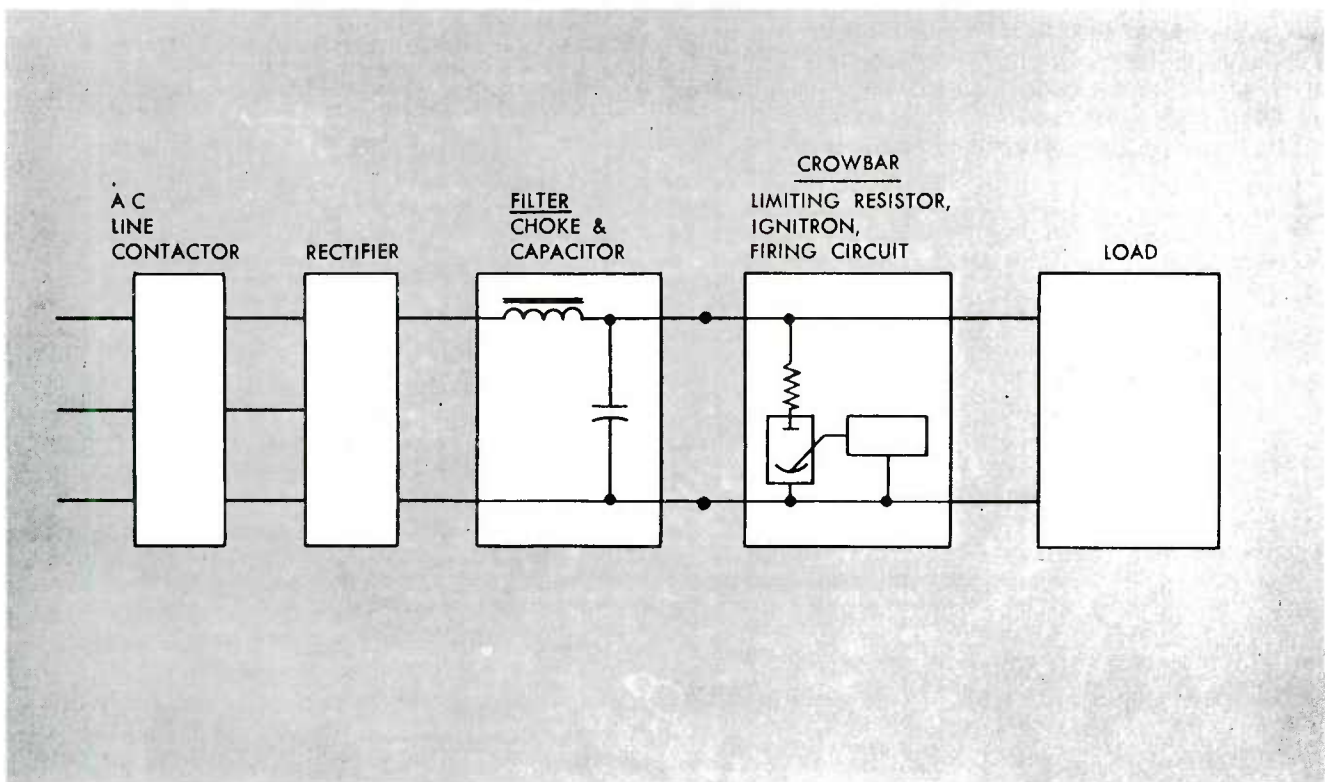 A C
LINE
CONTACTOR
RECTIFIER
FILTER
CHOKE &
CAPACITOR
CROWBAR
LIMITING RESISTOR,
IGNITRON,
FIRING CIRCUIT
LOAD